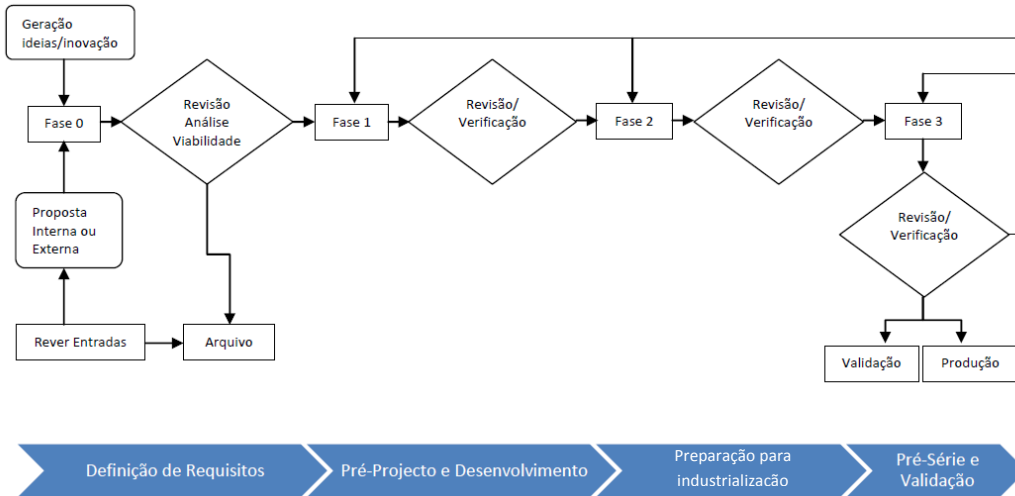 Geração
ideias/inovação
Fase 0
Revisão
Análise
Viabilidade
Fase 1
Revisão/
Verificação
Fase 2
Revisão/
Verificação
Fase 3
Proposta
Interna ou
Externa
Revisão/
Verificação
Rever Entradas
Arquivo
Validação
Produção
Definição de Requisitos
Pré-Projecto e Desenvolvimento
Preparação para
industrializacão
Pré-Série e
Validação